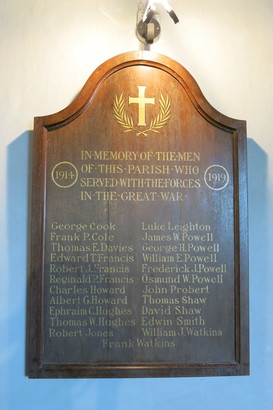 IN·MEMORY·OF·THE·MEN
OF·THIS·PARISH·WHO
1914 SERVED·WITH·THE·FORCES 1919
IN·THE·GREAT·WAR·
George Cook Luke Leighton
Frank P. Cole James W. Powell
Thomas E Davies George H. Powell
Edward T. Francis William E. Powell
Robert J. Francis Frederick J. Powell
Reginald P. Francis Osmund W. Powell
Charles Howard John Probert
Albert G. Howard Thomas Shaw
Ephraim G. Hughes David Shaw
Thomas W. Hughes Edwin Smith
Robert Jones William J. Watkins
Frank Watkins